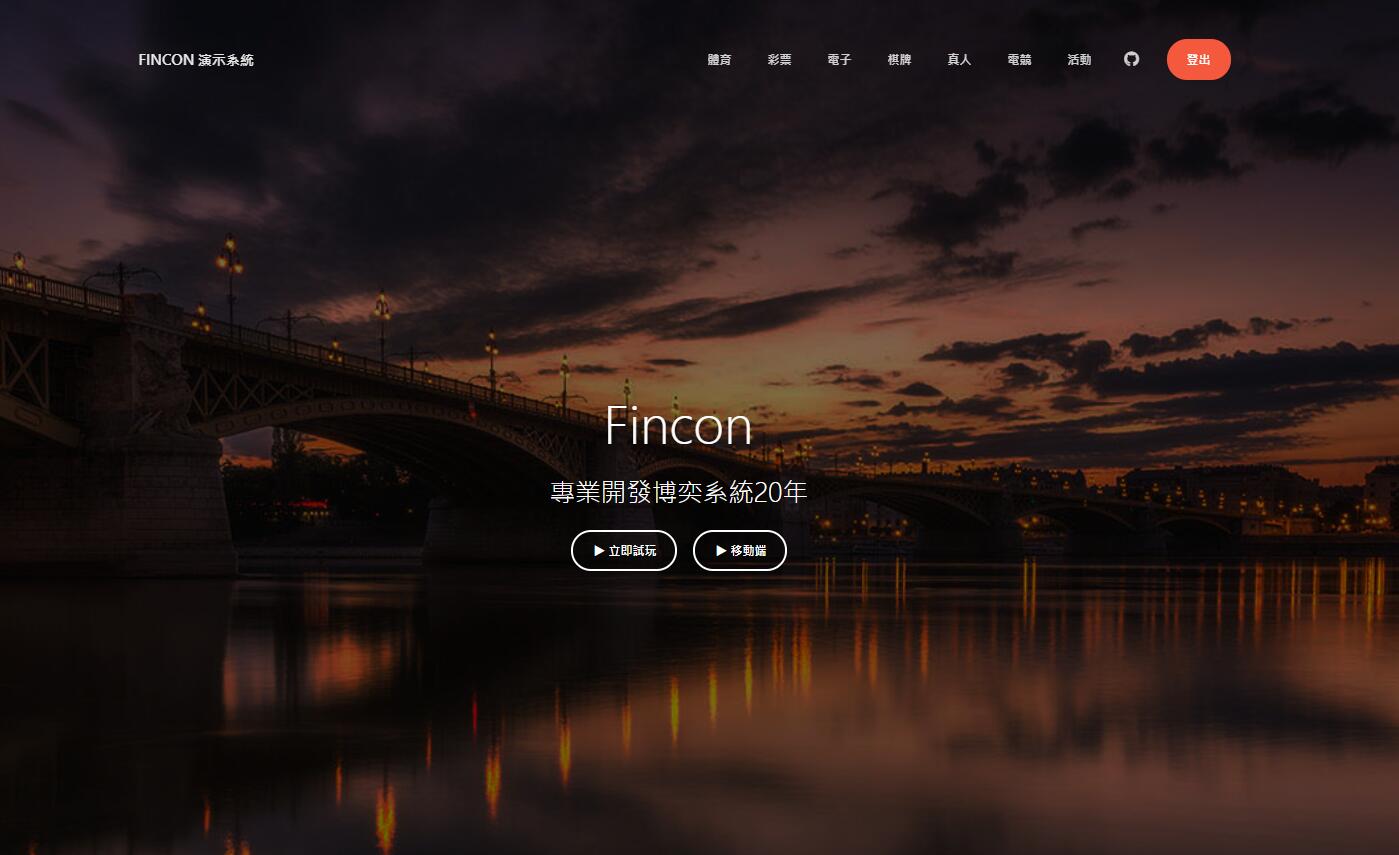 FINCON 演示系統
體育 彩票 電子 棋牌 真人 電競 活動 登出
Fincon
專業開發博奕系統20年
▶ 立即試玩 ▶ 移動端